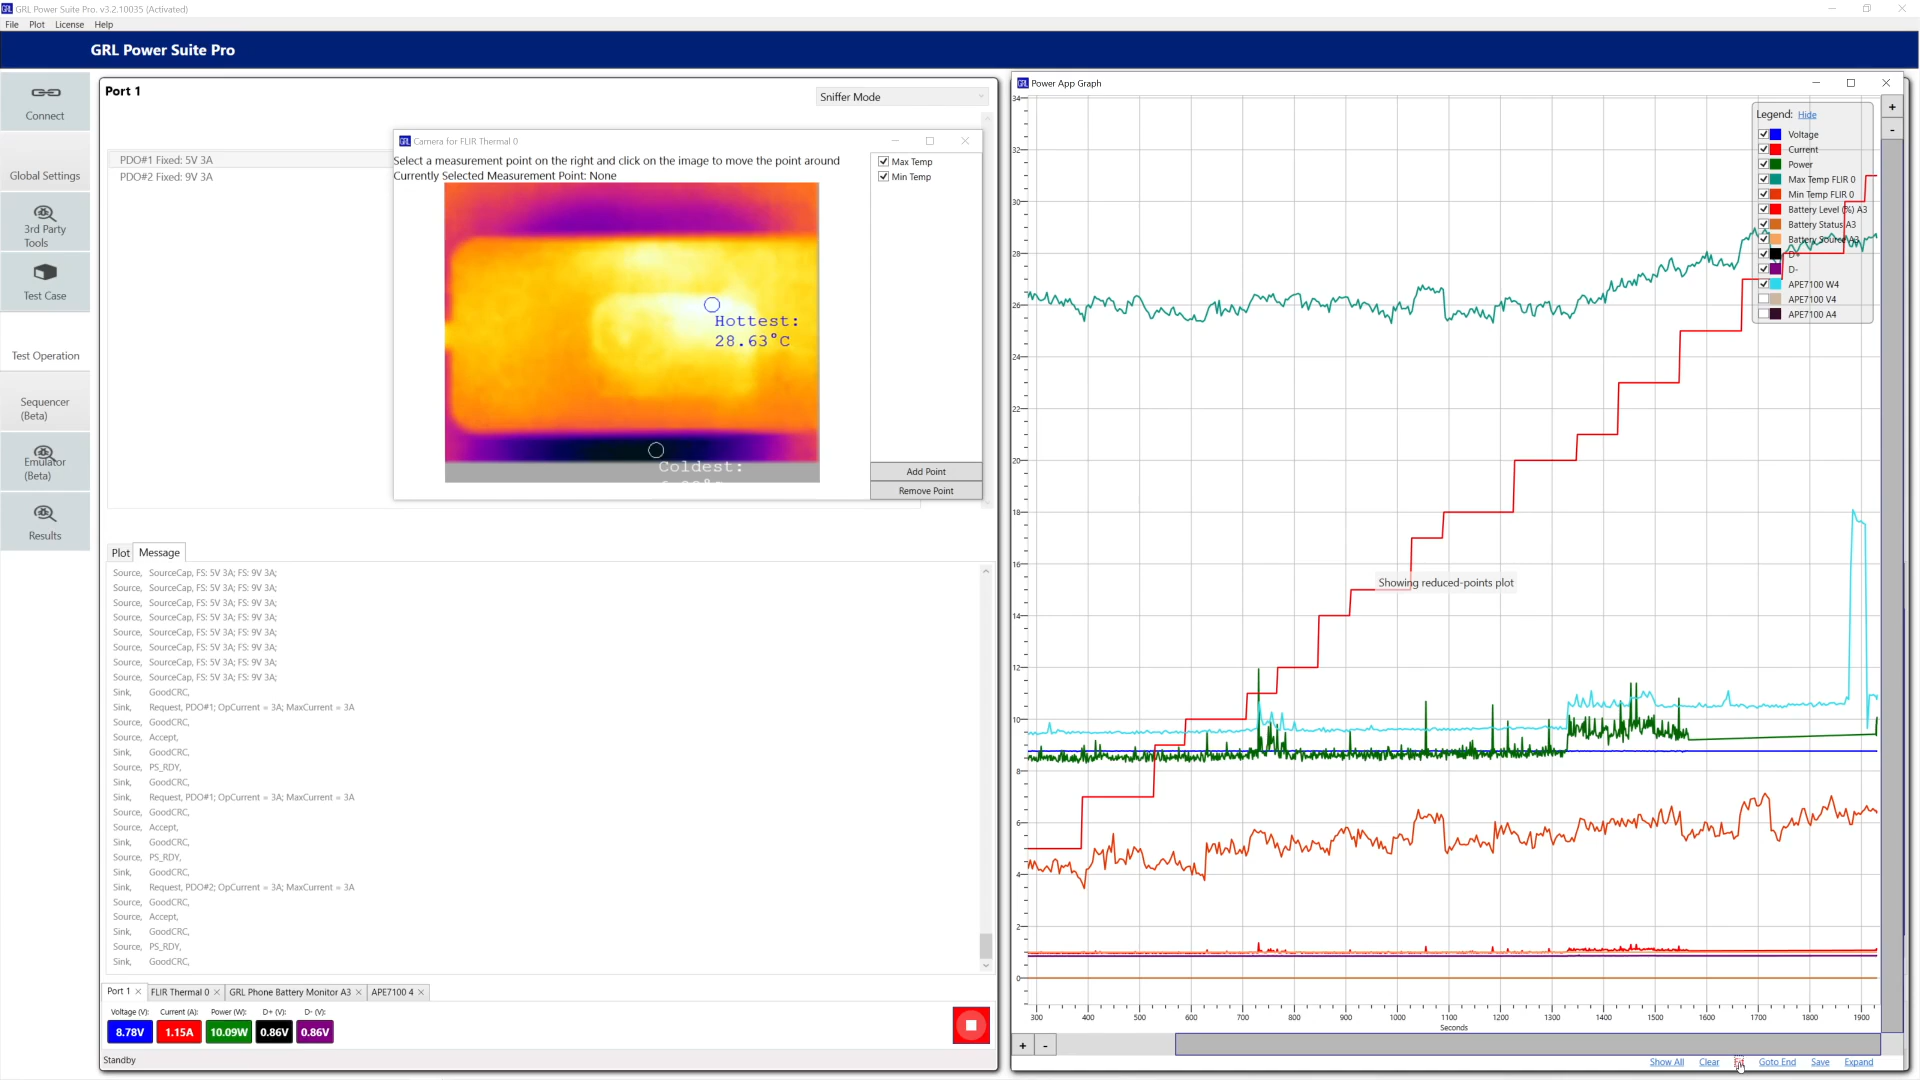 GRL Power Suite Pro. v3.2.10035 (Activated)
File Plot License Help
GRL Power Suite Pro
Connect
Global Settings
3rd Party
Tools
Test Case
Test Operation
Sequencer
(Beta)
Emulator
(Beta)
Results
Port 1
Sniffer Mode
PDO#1 Fixed: 5V 3A
PDO#2 Fixed: 9V 3A
Camera for FLIR Thermal 0
Select a measurement point on the right and click on the image to move the point around
Currently Selected Measurement Point: None
Max Temp
Min Temp
Hottest:
28.63°C
Coldest:
Add Point
Remove Point
Plot Message
Source, SourceCap, FS: 5V 3A; FS: 9V 3A;
Source, SourceCap, FS: 5V 3A; FS: 9V 3A;
Source, SourceCap, FS: 5V 3A; FS: 9V 3A;
Source, SourceCap, FS: 5V 3A; FS: 9V 3A;
Source, SourceCap, FS: 5V 3A; FS: 9V 3A;
Source, SourceCap, FS: 5V 3A; FS: 9V 3A;
Source, SourceCap, FS: 5V 3A; FS: 9V 3A;
Source, SourceCap, FS: 5V 3A; FS: 9V 3A;
Sink, GoodCRC,
Sink, Request, PDO#1; OpCurrent = 3A; MaxCurrent = 3A
Source, GoodCRC,
Source, Accept,
Sink, GoodCRC,
Source, PS_RDY,
Sink, GoodCRC,
Sink, Request, PDO#1; OpCurrent = 3A; MaxCurrent = 3A
Source, GoodCRC,
Source, Accept,
Sink, GoodCRC,
Source, PS_RDY,
Sink, GoodCRC,
Sink, Request, PDO#2; OpCurrent = 3A; MaxCurrent = 3A
Source, GoodCRC,
Source, Accept,
Sink, GoodCRC,
Source, PS_RDY,
Sink, GoodCRC,
Port 1 FLIR Thermal 0 GRL Phone Battery Monitor A3 APE7100 4
Voltage (V): Current (A): Power (W): D+ (V): D- (V):
8.78V 1.15A 10.09W 0.86V 0.86V
Standby
GRL Power App Graph
34
32
30
28
26
24
22
20
18
16
14
12
10
8
6
4
2
0
Legend: Hide
Voltage
Current
Power
Max Temp FLIR 0
Min Temp FLIR 0
Battery Level (%) A3
Battery Status A3
Battery Source A3
D+
D-
APE7100 W4
APE7100 V4
APE7100 A4
+
-
Showing reduced-points plot
300 400 500 600 700 800 900 1000 1100 1200 1300 1400 1500 1600 1700 1800 1900
Seconds
+ -
Show All Clear Goto End Save Expand